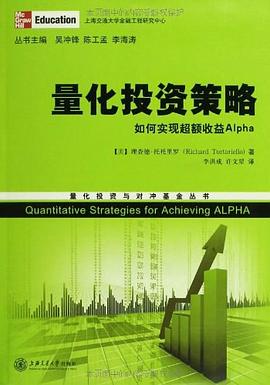 Mc
Graw
Hill Education
上海交通大学金融工程研究中心
丛书主编 吴冲锋 陈工孟 李海涛
量化投资策略
如何实现超额收益Alpha
【美】理查德·托托里罗（Richard Tortoriello）著
李洪成 许文星 译
量化投资与对冲基金丛书
Quantitative Strategies for Achieving ALPHA
上海交通大学出版社